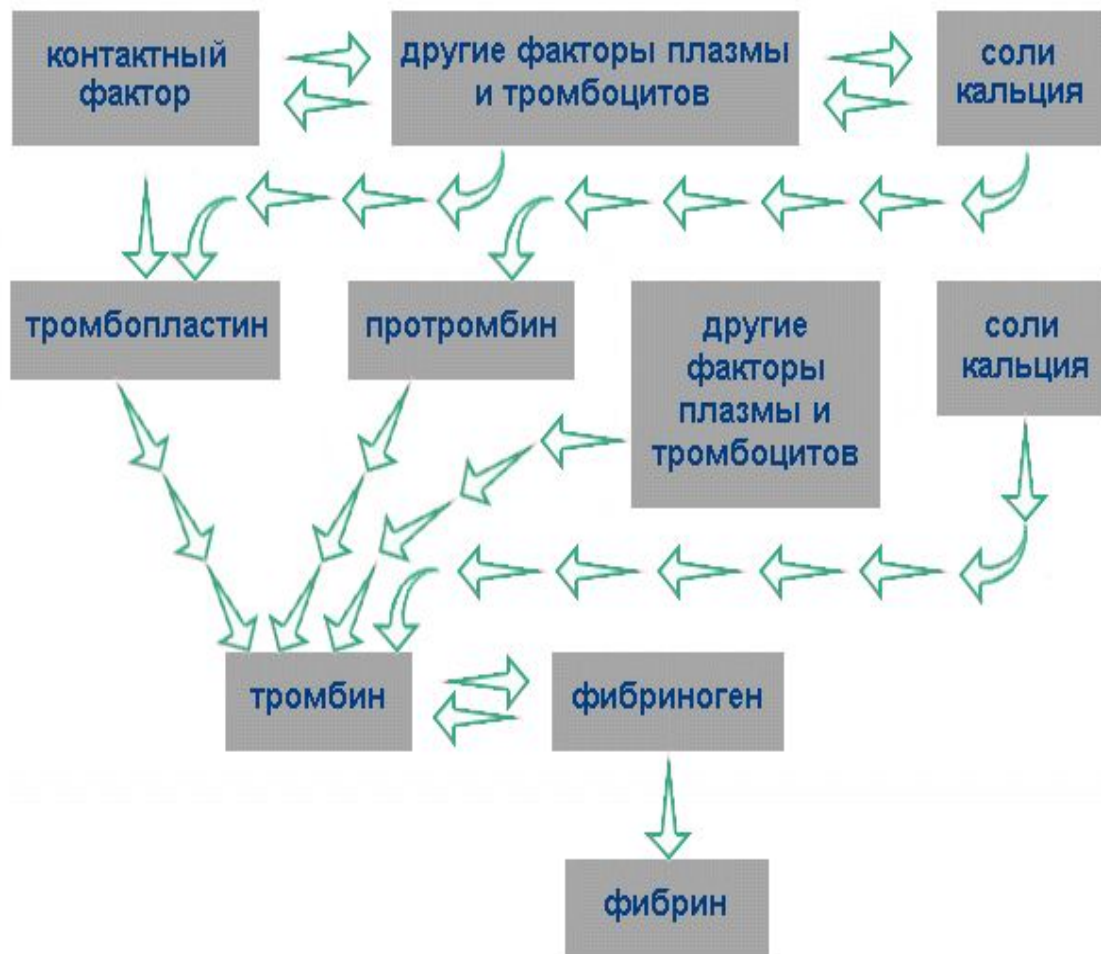 контактный
фактор
другие факторы плазмы
и тромбоцитов
соли
кальция
тромбопластин
протромбин
другие
факторы
плазмы и
тромбоцитов
соли
кальция
тромбин
фибриноген
фибрин